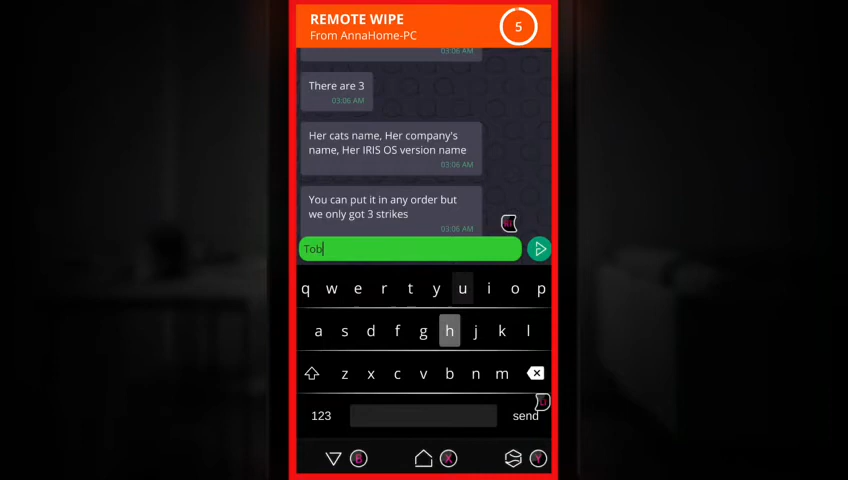 REMOTE WIPE
From AnnaHome-PC
5
03:06 AM
There are 3
03:06 AM
Her cats name, Her company's
name, Her IRIS OS version name
03:06 AM
You can put it in any order but
we only got 3 strikes
03:06 AM
Tob
q w e r t y u i o p
a s d f g h j k l
z x c v b n m
123
send
B
X
Y